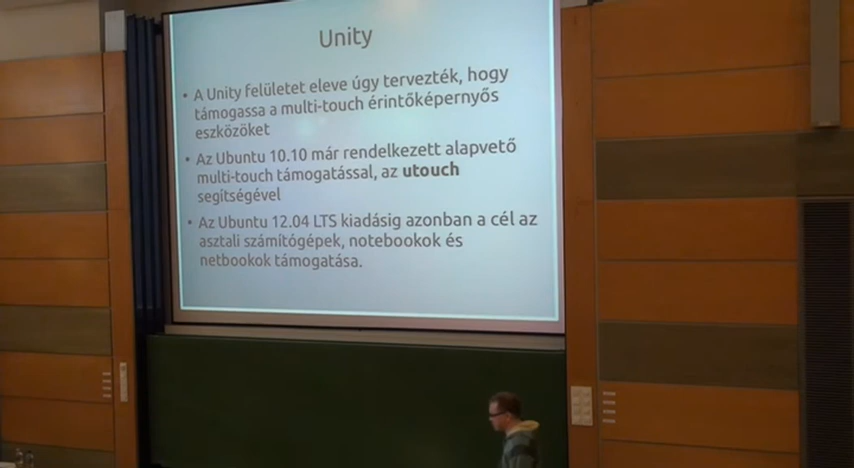 Unity
• A Unity felületet eleve úgy tervezték, hogy
támogassa a multi-touch érintőképernyős
eszközöket
• Az Ubuntu 10.10 már rendelkezett alapvető
multi-touch támogatással, az utouch
segítségével
• Az Ubuntu 12.04 LTS kiadásig azonban a cél az
asztali számítógépek, notebookok és
netbookok támogatása.